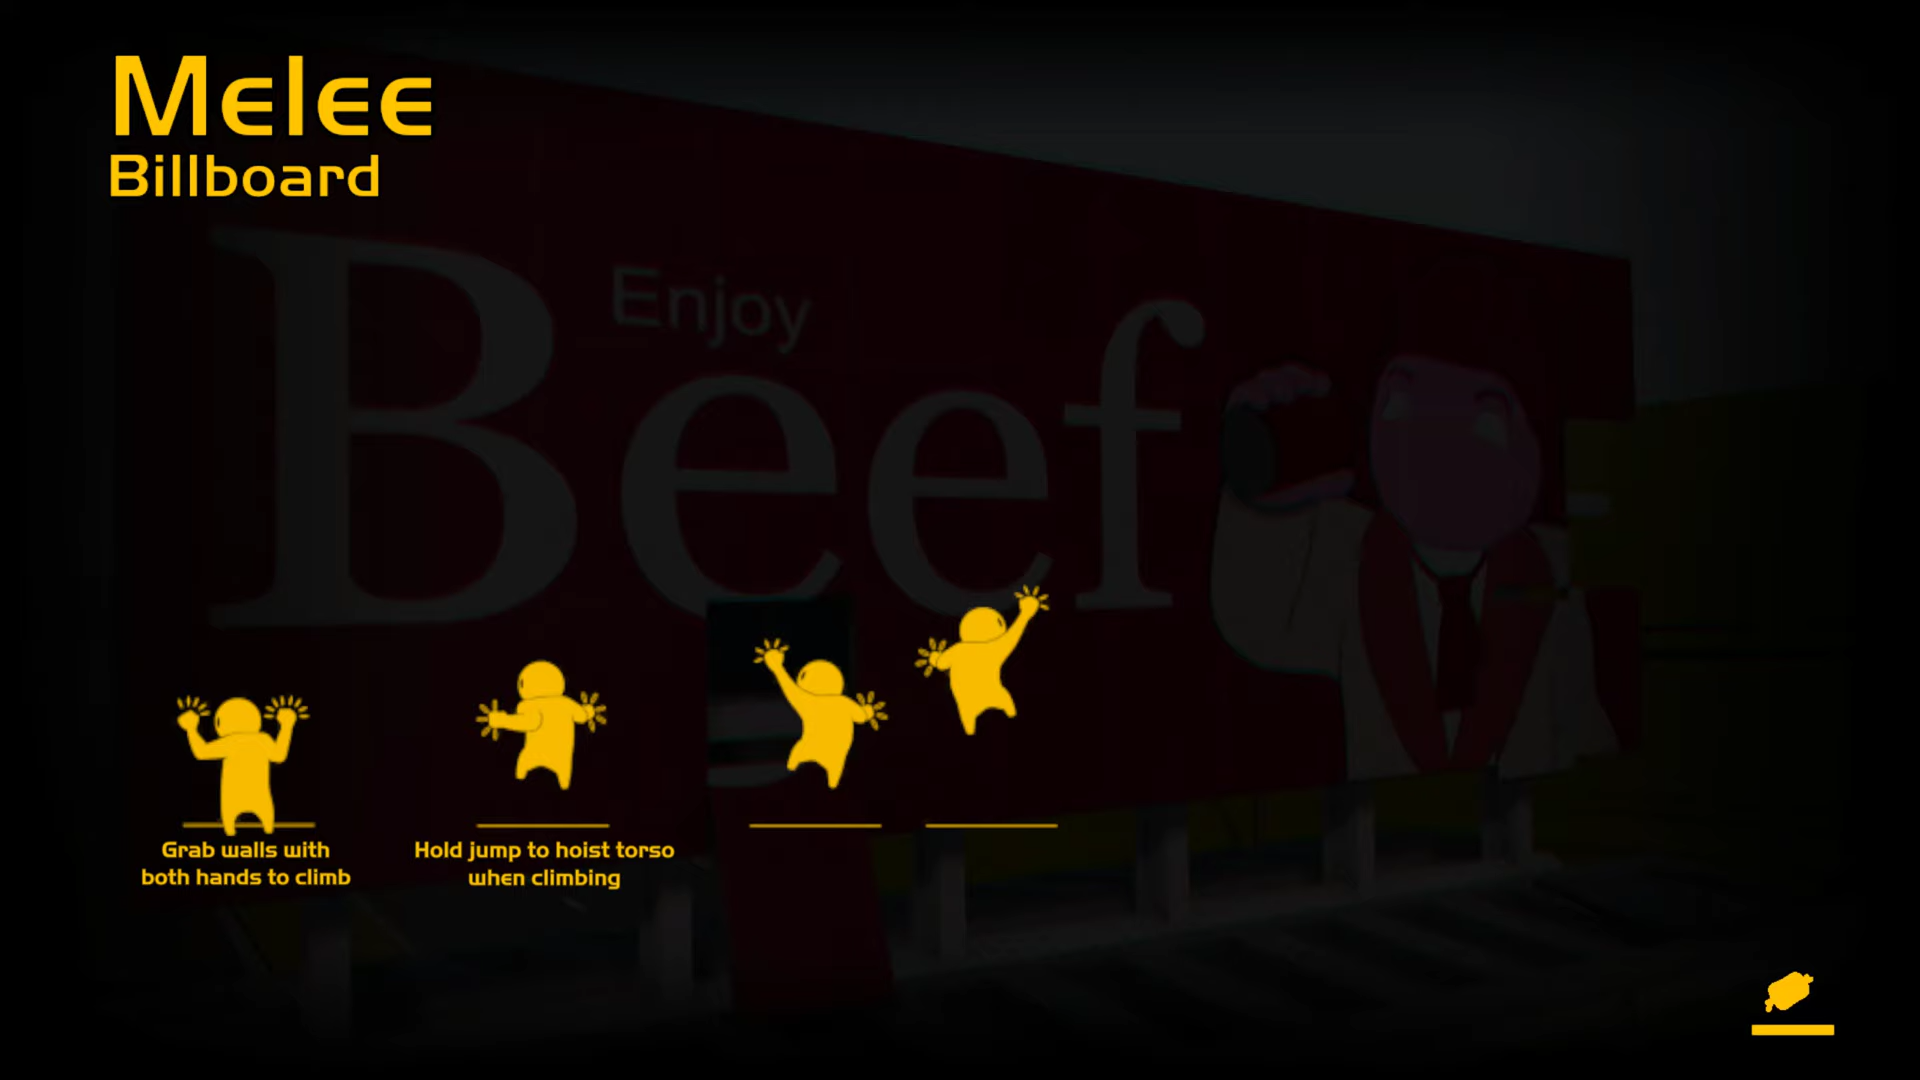 Melee
Billboard
Enjoy
Beef
Grab walls with
both hands to climb
Hold jump to hoist torso
when climbing